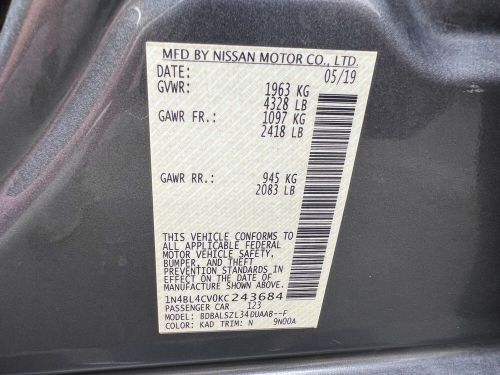 MFD BY NISSAN MOTOR CO., LTD.
DATE: 05/19
GVWR: 1963 KG
4328 LB
GAWR FR.: 1097 KG
2418 LB
GAWR RR.: 945 KG
2083 LB
THIS VEHICLE CONFORMS TO
ALL APPLICABLE FEDERAL
MOTOR VEHICLE SAFETY,
BUMPER, AND THEFT
PREVENTION STANDARDS
IN EFFECT ON THE DATE OF
MANUFACTURE SHOWN ABOVE.
1N4BL4CV0KC243684
PASSENGER CAR 123
MODEL: BDBALSZL34DUAA8--F
COLOR: KAD TRIM: N 9N00A